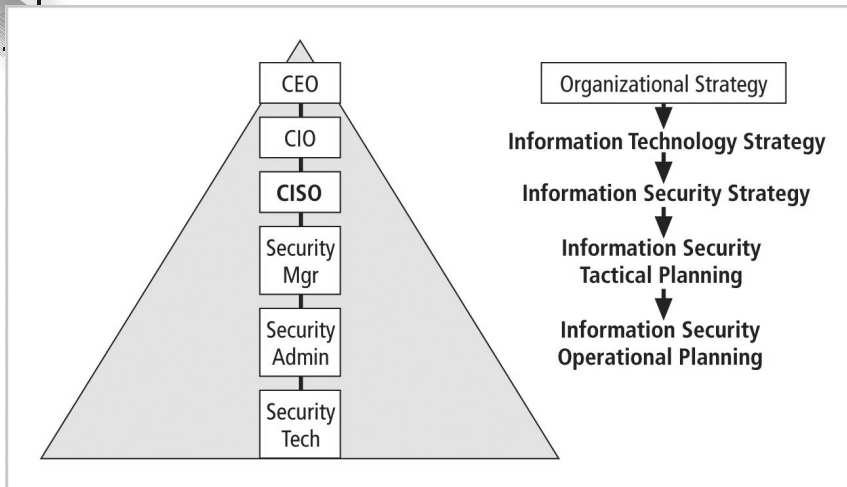 CEO
CIO
CISO
Security
Mgr
Security
Admin
Security
Tech
Organizational Strategy
Information Technology Strategy
Information Security Strategy
Information Security
Tactical Planning
Information Security
Operational Planning